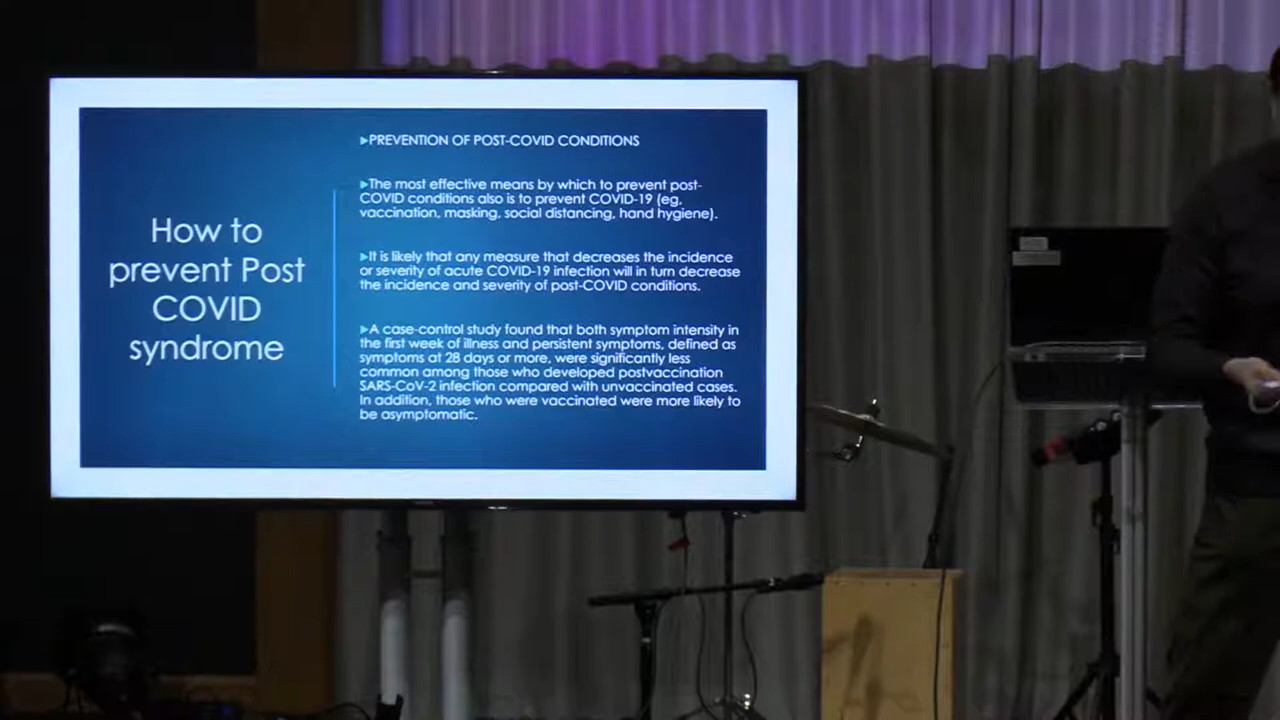 How to
prevent Post
COVID
syndrome
▶PREVENTION OF POST-COVID CONDITIONS
▶The most effective means by which to prevent post-
COVID conditions also is to prevent COVID-19 (eg,
vaccination, masking, social distancing, hand hygiene).
▶It is likely that any measure that decreases the incidence
or severity of acute COVID-19 infection will in turn decrease
the incidence and severity of post-COVID conditions.
▶A case-control study found that both symptom intensity in
the first week of illness and persistent symptoms, defined as
symptoms at 28 days or more, were significantly less
common among those who developed postvaccination
SARS-CoV-2 infection compared with unvaccinated cases.
In addition, those who were vaccinated were more likely to
be asymptomatic.